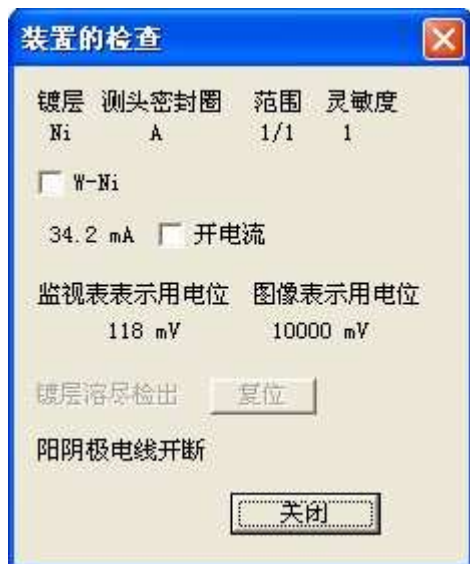 装置的检查
镀层 测头密封圈 范围 灵敏度
Ni A 1/1 1
W-Ni
34.2 mA 开电流
监视表表示用电位 图像表示用电位
118 mV 10000 mV
镀层溶尽检出 复位
阳阴极电线开断
关闭